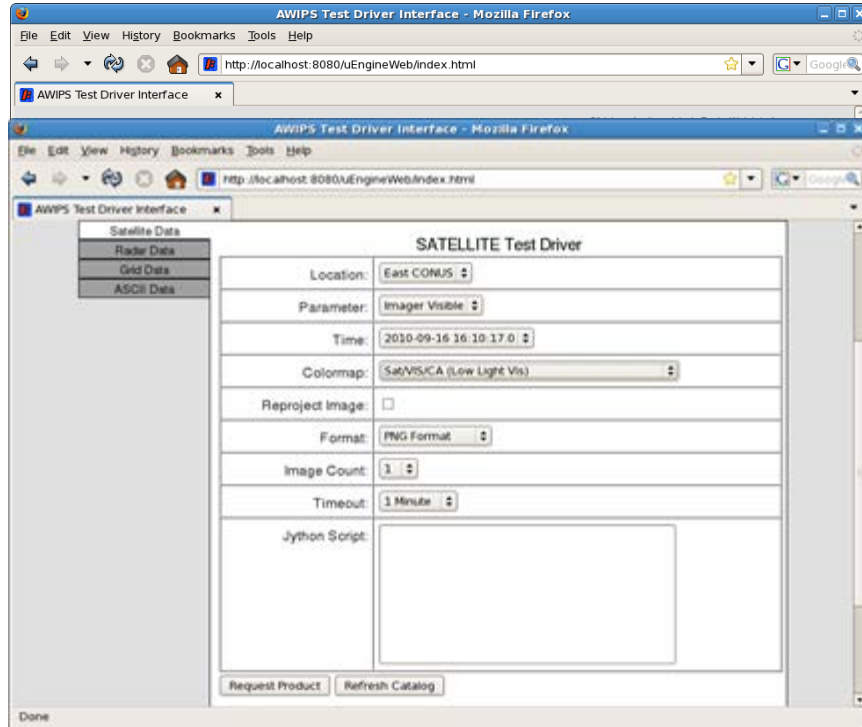 AWIPS Test Driver Interface - Mozilla Firefox
File Edit View History Bookmarks Tools Help
http://localhost:8080/uEngineWeb/index.html
Google
AWIPS Test Driver Interface
AWIPS Test Driver Interface - Mozilla Firefox
File Edit View History Bookmarks Tools Help
http://localhost:8080/uEngineWeb/index.html
Google
AWIPS Test Driver Interface
Satellite Data
Radar Data
Grid Data
ASCII Data
SATELLITE Test Driver
Location: East CONUS
Parameter: Imager Visible
Time: 2010-09-16 16:10:17.0
Colormap: Sat/VIS/CA (Low Light Vis)
Reproject Image:
Format: PNG Format
Image Count: 1
Timeout: 1 Minute
Jython Script:
Request Product Refresh Catalog
Done